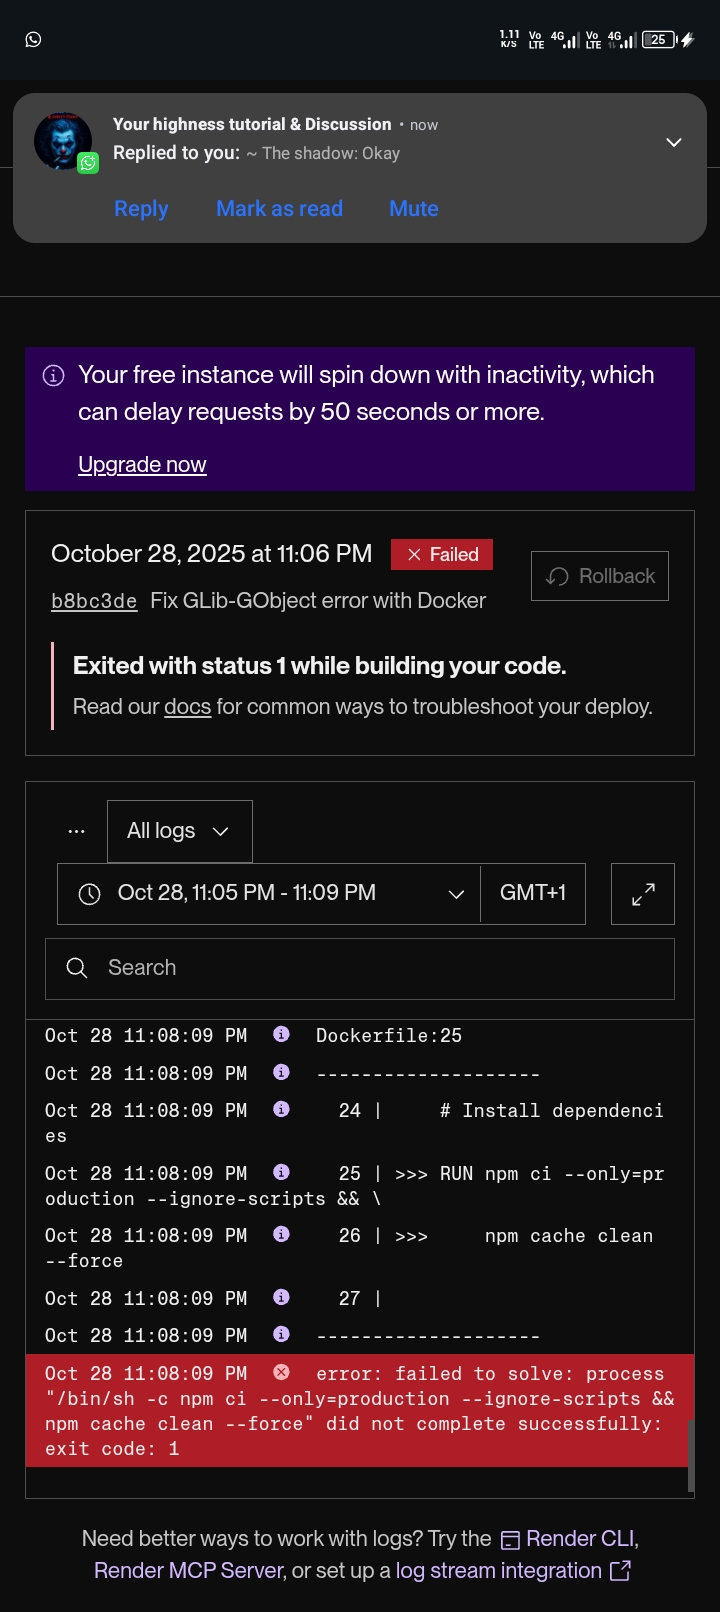 1.11 K/S Vo LTE 4G Vo LTE 4G 25
Your highness tutorial & Discussion • now
Replied to you: ~ The shadow: Okay
Reply Mark as read Mute
Your free instance will spin down with inactivity, which
can delay requests by 50 seconds or more.
Upgrade now
October 28, 2025 at 11:06 PM Failed
Rollback
b8bc3de Fix GLib-GObject error with Docker
Exited with status 1 while building your code.
Read our docs for common ways to troubleshoot your deploy.
... All logs
Oct 28, 11:05 PM - 11:09 PM GMT+1
Search
Oct 28 11:08:09 PM Dockerfile:25
Oct 28 11:08:09 PM --------------------
Oct 28 11:08:09 PM 24 | # Install dependenci
es
Oct 28 11:08:09 PM 25 | >>> RUN npm ci --only=pr
oduction --ignore-scripts && \
Oct 28 11:08:09 PM 26 | >>> npm cache clean
--force
Oct 28 11:08:09 PM 27 |
Oct 28 11:08:09 PM --------------------
Oct 28 11:08:09 PM error: failed to solve: process
"/bin/sh -c npm ci --only=production --ignore-scripts &&
npm cache clean --force" did not complete successfully:
exit code: 1
Need better ways to work with logs? Try the Render CLI,
Render MCP Server, or set up a log stream integration